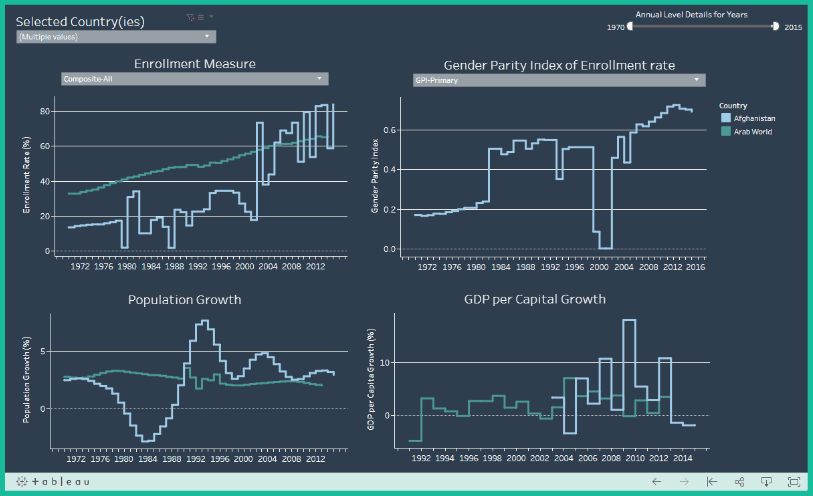 Selected Country(ies)
(Multiple values)
Annual Level Details for Years
1970 2015
Enrollment Measure
Composite-All
Enrollment Rate (%)
80
60
40
20
0
1972 1976 1980 1984 1988 1992 1996 2000 2004 2008 2012
Gender Parity Index of Enrollment rate
GPI-Primary
Gender Parity Index
0.6
0.4
0.2
0.0
1972 1976 1980 1984 1988 1992 1996 2000 2004 2008 2012 2016
Country
Afghanistan
Arab World
Population Growth
Population Growth (%)
5
0
1972 1976 1980 1984 1988 1992 1996 2000 2004 2008 2012
GDP per Capital Growth
GDP per Capita Growth (%)
10
0
1992 1994 1996 1998 2000 2002 2004 2006 2008 2010 2012 2014
+ableau